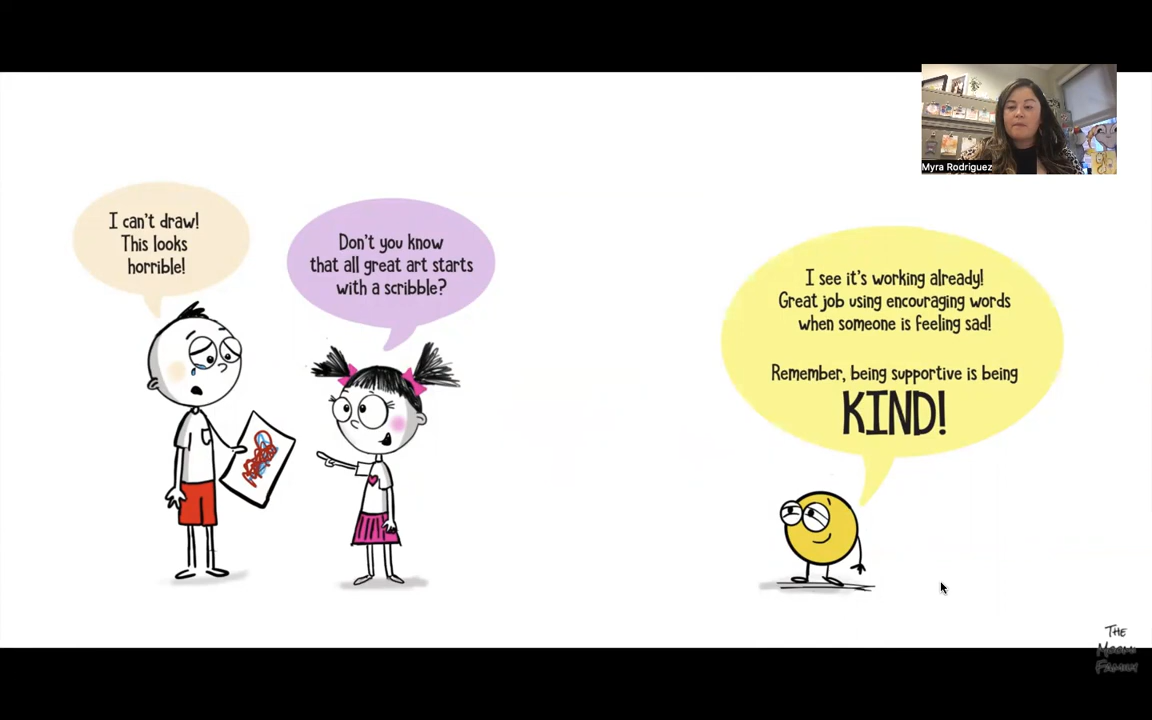 I can't draw!
This looks
horrible!
Don't you know
that all great art starts
with a scribble?
I see it's working already!
Great job using encouraging words
when someone is feeling sad!
Remember, being supportive is being
KIND!
Myra Rodriguez
THE
FAMILY